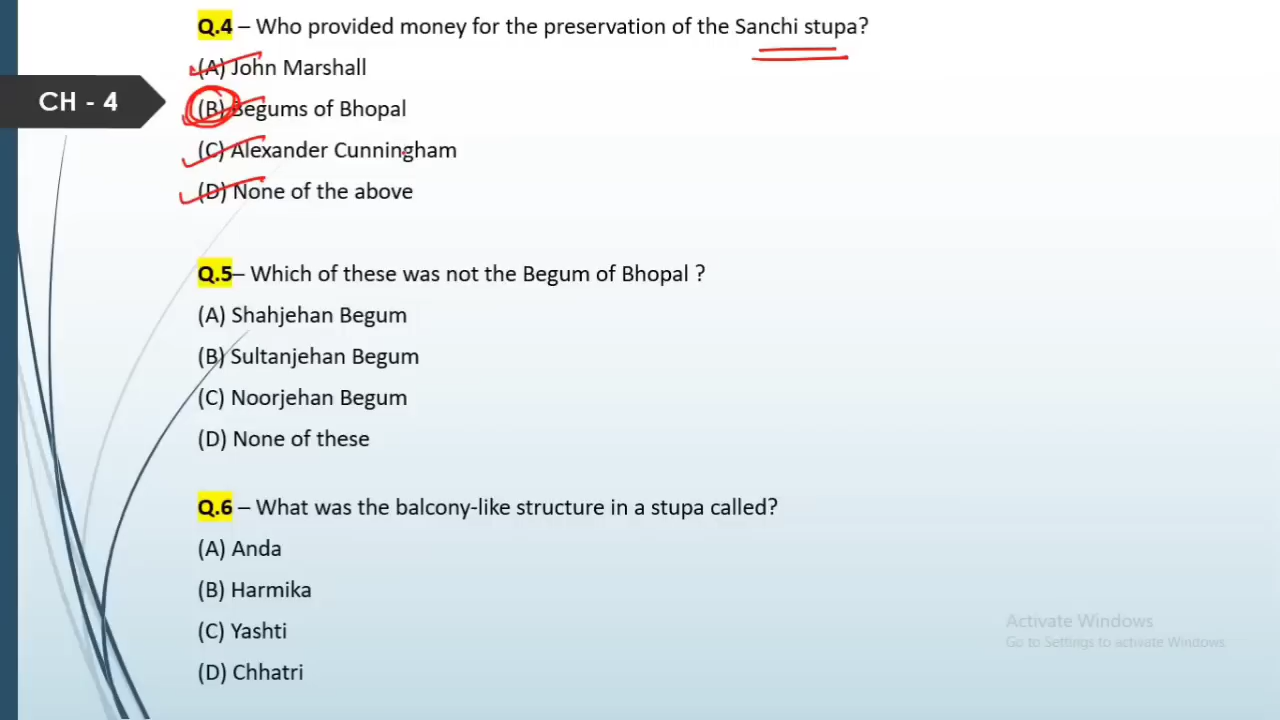 Q.4 – Who provided money for the preservation of the Sanchi stupa?
(A) John Marshall
CH - 4
(B) Begums of Bhopal
(C) Alexander Cunningham
(D) None of the above
Q.5– Which of these was not the Begum of Bhopal ?
(A) Shahjehan Begum
(B) Sultanjehan Begum
(C) Noorjehan Begum
(D) None of these
Q.6 – What was the balcony-like structure in a stupa called?
(A) Anda
(B) Harmika
(C) Yashti
(D) Chhatri
Activate Windows
Go to Settings to activate Windows.